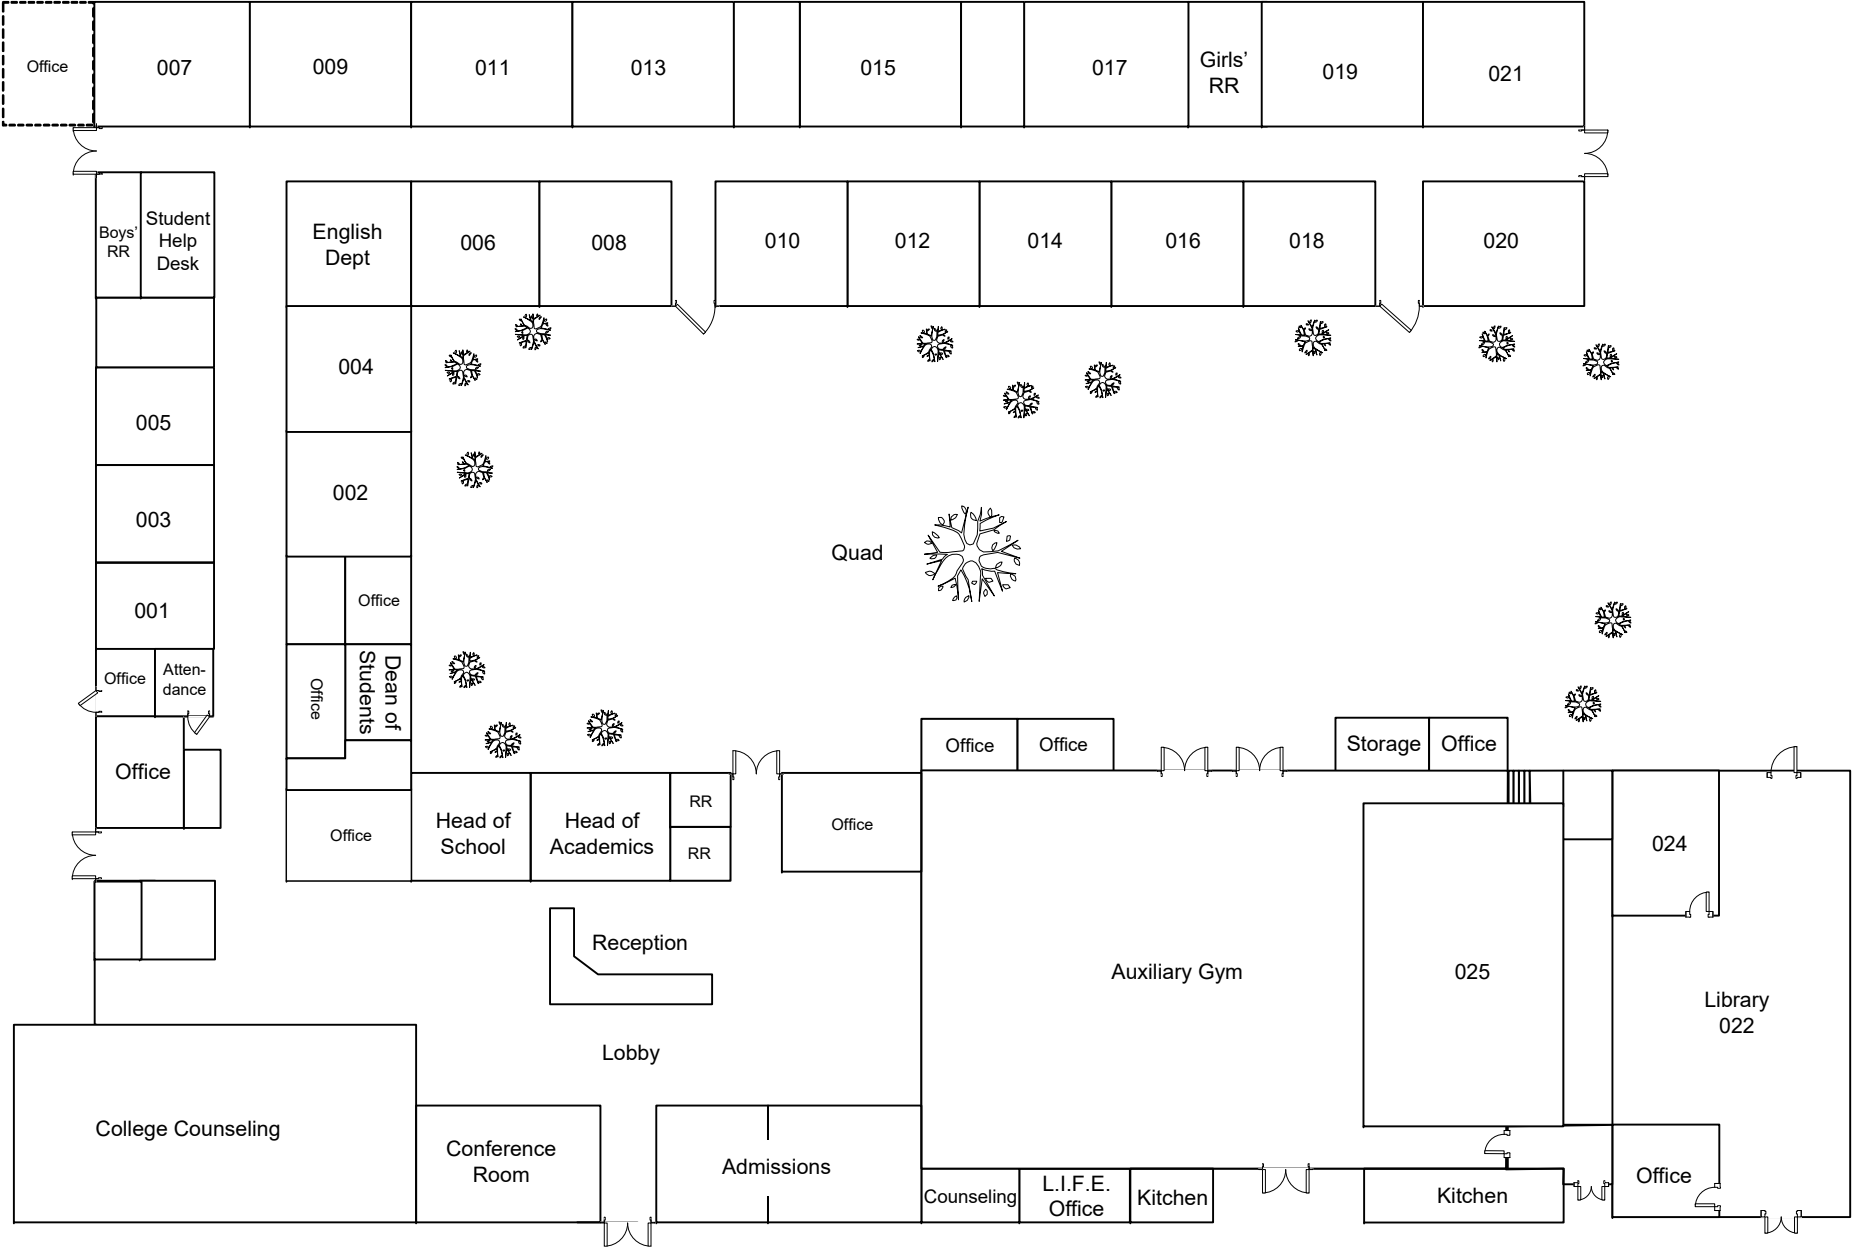 Office
007
009
011
013
015
017
Girls'
RR
019
021
Boys'
RR
Student
Help
Desk
English
Dept
006
008
010
012
014
016
018
020
004
005
002
003
Quad
001
Office
Office
Atten-
dance
Office
Dean of
Students
Office
Office
Head of
School
Head of
Academics
RR
RR
Office
Office
Office
Storage
Office
024
Reception
Auxiliary Gym
025
Library
022
Lobby
College Counseling
Conference
Room
Admissions
Counseling
L.I.F.E.
Office
Kitchen
Kitchen
Office